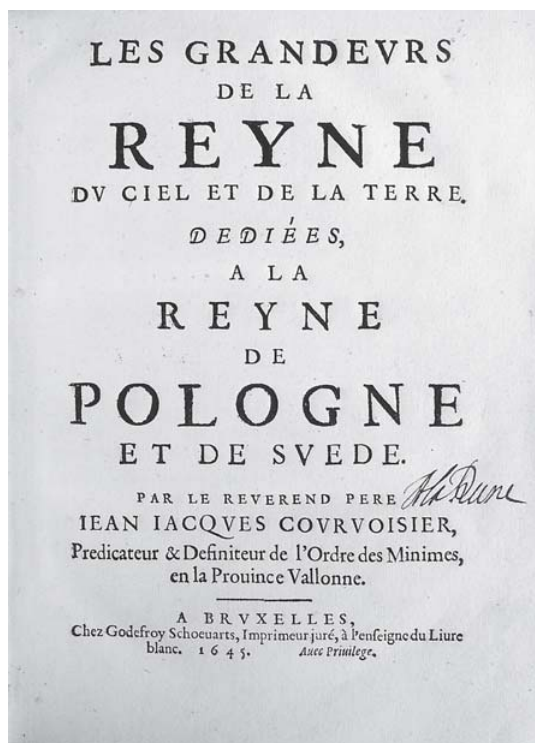 LES GRANDEVRS
DE LA
REYNE
DV CIEL ET DE LA TERRE.
DEDIÉES,
A LA
REYNE
DE
POLOGNE
ET DE SVEDE.
PAR LE REVEREND PERE
IEAN IACQVES COVRVOISIER,
Predicateur & Definiteur de l'Ordre des Minimes,
en la Prouince Vallonne.
A BRVXELLES,
Chez Godefroy Schoeuarts, Imprimeur juré, à l'enseigne du Liure
blanc. 1645. Auec Priuilege.